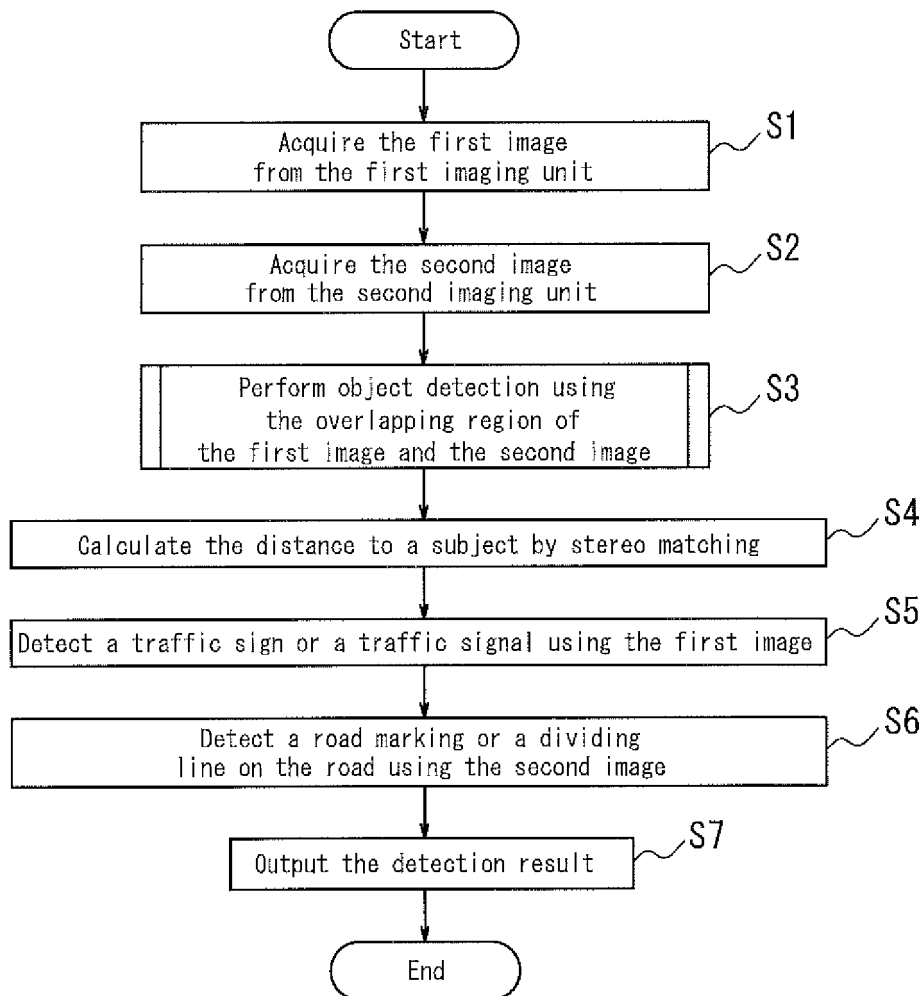 Start
Acquire the first image
from the first imaging unit
S1
Acquire the second image
from the second imaging unit
S2
Perform object detection using
the overlapping region of
the first image and the second image
S3
Calculate the distance to a subject by stereo matching
S4
Detect a traffic sign or a traffic signal using the first image
S5
Detect a road marking or a dividing
line on the road using the second image
S6
Output the detection result
S7
End